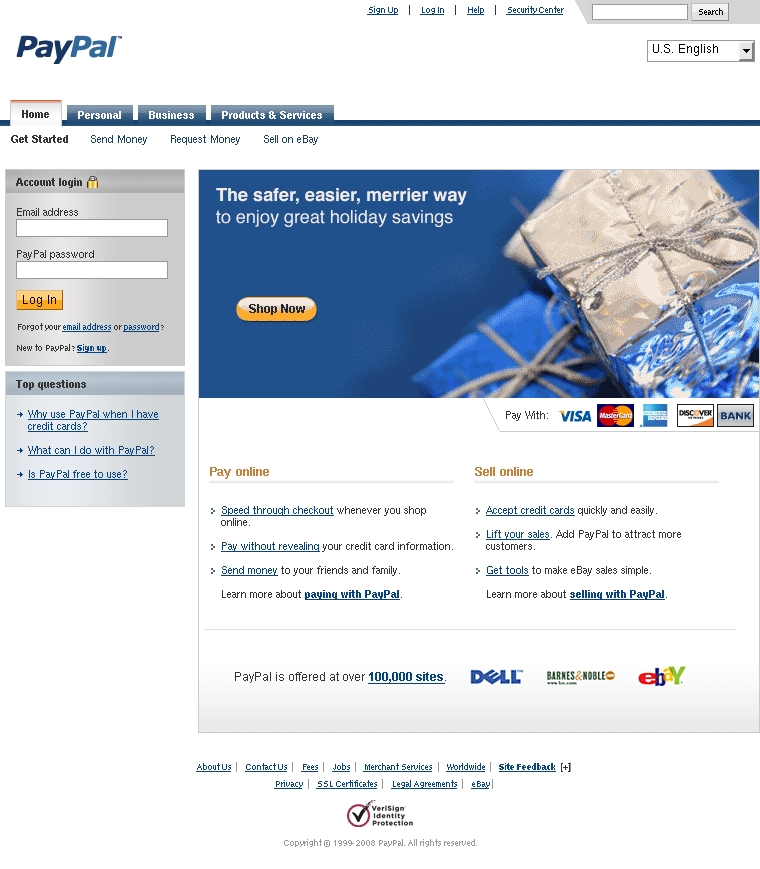 Sign Up | Log In | Help | Security Center
Search
PayPal™
U.S. English
Home
Personal
Business
Products & Services
Get Started
Send Money
Request Money
Sell on eBay
Account login
Email address
PayPal password
Log In
Forgot your email address or password?
New to PayPal? Sign up.
Top questions
Why use PayPal when I have
credit cards?
What can I do with PayPal?
Is PayPal free to use?
The safer, easier, merrier way
to enjoy great holiday savings
Shop Now
Pay With: VISA MasterCard DISCOVER BANK
Pay online
Speed through checkout whenever you shop
online.
Pay without revealing your credit card information.
Send money to your friends and family.
Learn more about paying with PayPal.
Sell online
Accept credit cards quickly and easily.
Lift your sales. Add PayPal to attract more
customers.
Get tools to make eBay sales simple.
Learn more about selling with PayPal.
PayPal is offered at over 100,000 sites. DELL™ BARNES&NOBLE ebY
About Us | Contact Us | Fees | Jobs | Merchant Services | Worldwide | Site Feedback [+]
Privacy | SSL Certificates | Legal Agreements | eBay |
VeriSign
Identity
Protection
Copyright © 1999-2008 PayPal. All rights reserved.